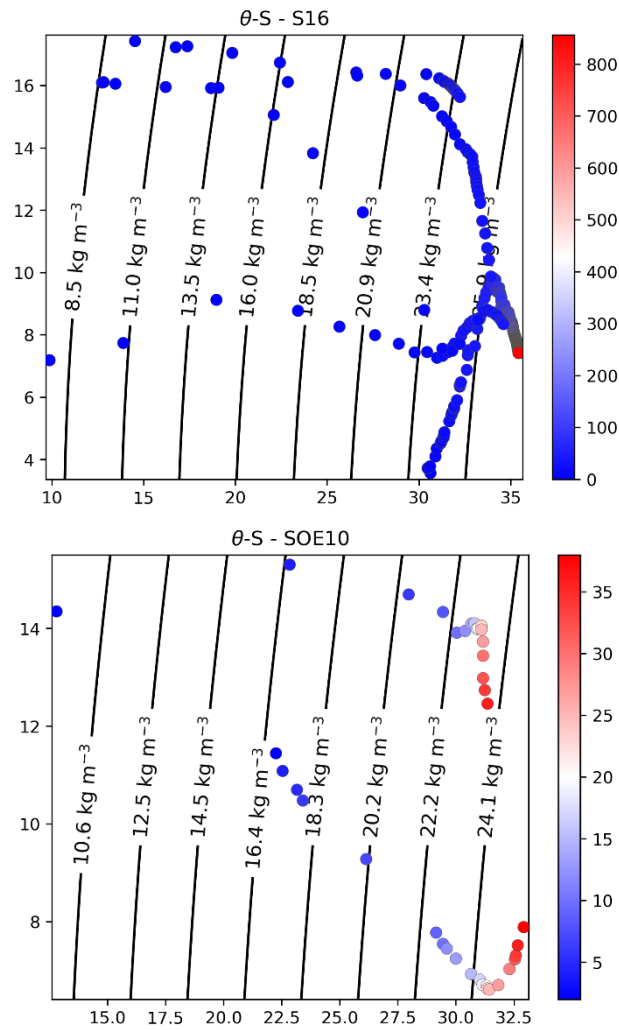 θ-S - S16
16
14
12
10
8
6
4
8.5 kg m⁻³
11.0 kg m⁻³
13.5 kg m⁻³
16.0 kg m⁻³
18.5 kg m⁻³
20.9 kg m⁻³
23.4 kg m⁻³
25.9 kg m⁻³
10
15
20
25
30
35
800
700
600
500
400
300
200
100
0
θ-S - SOE10
14
12
10
8
10.6 kg m⁻³
12.5 kg m⁻³
14.5 kg m⁻³
16.4 kg m⁻³
18.3 kg m⁻³
20.2 kg m⁻³
22.2 kg m⁻³
24.1 kg m⁻³
15.0
17.5
20.0
22.5
25.0
27.5
30.0
32.5
35
30
25
20
15
10
5